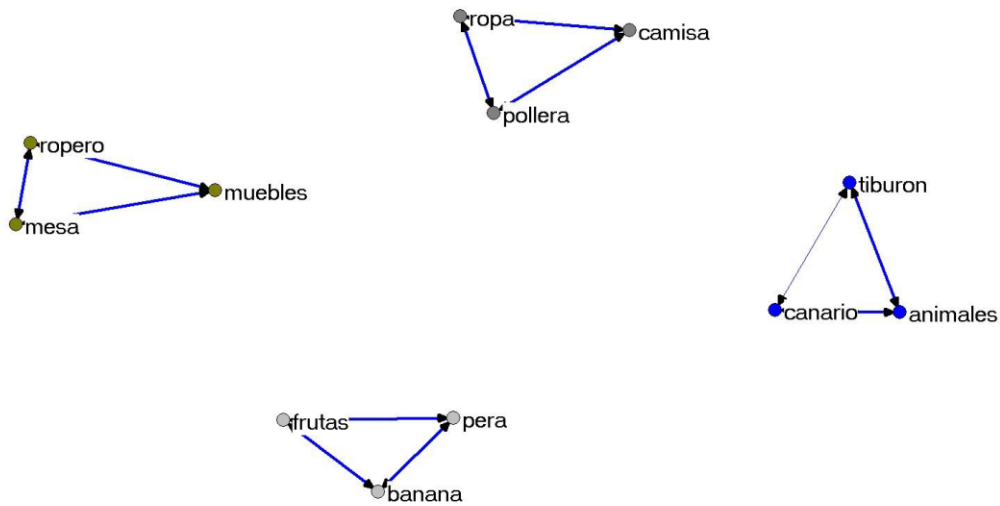 ropa
camisa
pollera
ropero
muebles
mesa
tiburon
canario
animales
frutas
pera
banana